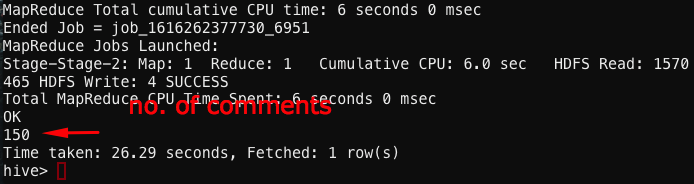 MapReduce Total cumulative CPU time: 6 seconds 0 msec
Ended Job = job_1616262377730_6951
MapReduce Jobs Launched:
Stage-Stage-2: Map: 1  Reduce: 1   Cumulative CPU: 6.0 sec   HDFS Read: 1570
465 HDFS Write: 4 SUCCESS
Total MapReduce CPU Time Spent: 6 seconds 0 msec
no. of comments
OK
150
Time taken: 26.29 seconds, Fetched: 1 row(s)
hive>